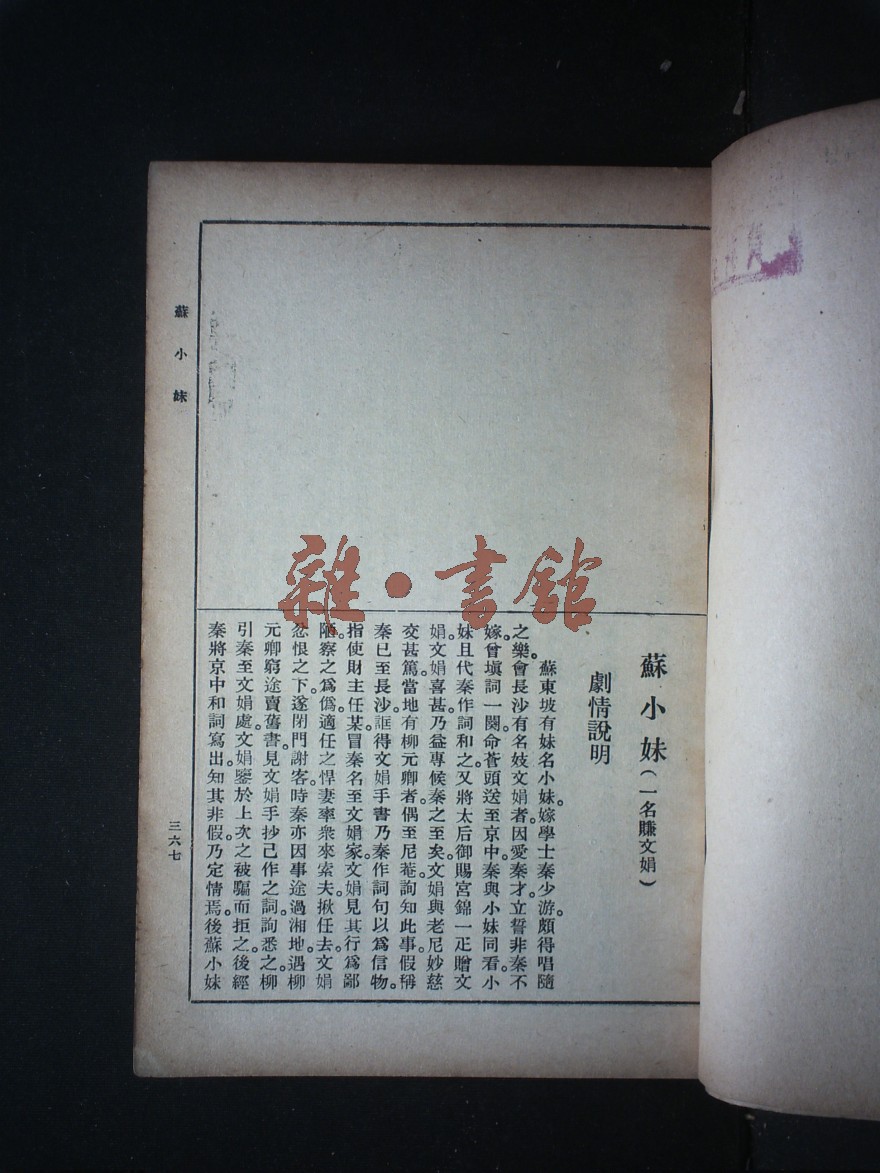 蘇小妹（一名賺文娟）
劇情說明
蘇東坡有妹名小妹。嫁學士秦少游。頗得唱隨
之樂。會長沙有名妓文娟者。因愛秦才。立誓非秦不
嫁。曾塡詞一闋。命蒼頭送至京中。秦與小妹同看。小
妹且代秦作詞和之。又將太后御賜宮錦一疋贈文
娟。文娟喜甚。乃益專候秦之至矣。文娟與老尼妙慈
交甚篤。當地有柳元卿者。偶至尼菴。詢知此事。假稱
秦已至長沙。誆得文娟手書。乃秦作詞句以爲信物。
指使財主任某。冒秦名至文娟家。文娟見其行爲鄙
陋。察之爲僞。適任之悍妻率衆來索夫。揪任去。文娟
忿恨之下。遂閉門謝客。時秦亦因事途過湘地。遇柳
元卿窮途賣舊書。見文娟手抄己作之詞。詢悉之。柳
引秦至文娟處。文娟鑒於上次之被騙而拒之。後經
秦將京中和詞寫出。知其非假。乃定情焉。後蘇小妹
蘇小妹
三六七
雜・書館